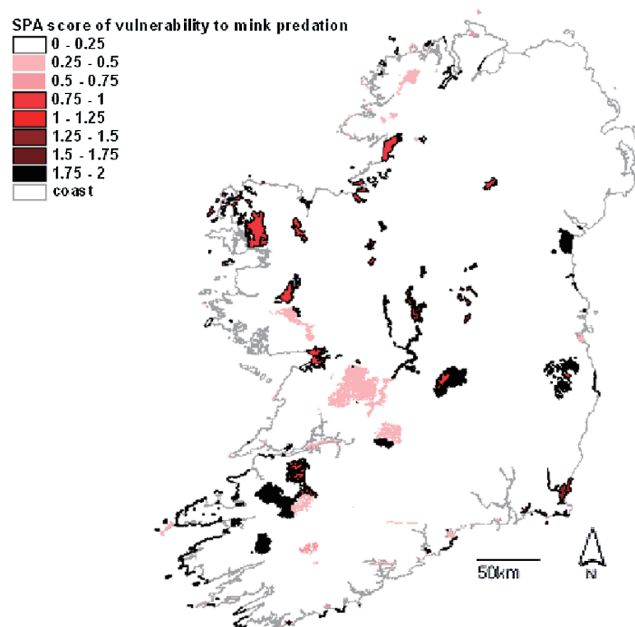 SPA score of vulnerability to mink predation
0 - 0.25
0.25 - 0.5
0.5 - 0.75
0.75 - 1
1 - 1.25
1.25 - 1.5
1.5 - 1.75
1.75 - 2
coast
50km
N